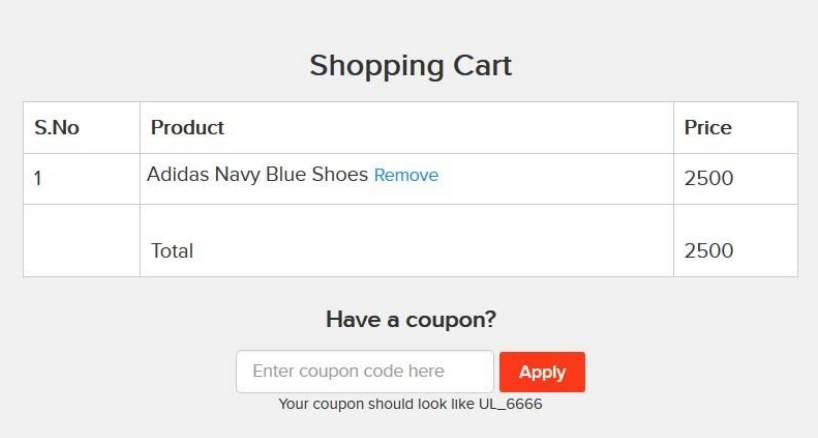 Shopping Cart
S.No Product Price
1 Adidas Navy Blue Shoes Remove 2500
Total 2500
Have a coupon?
Enter coupon code here Apply
Your coupon should look like UL_6666